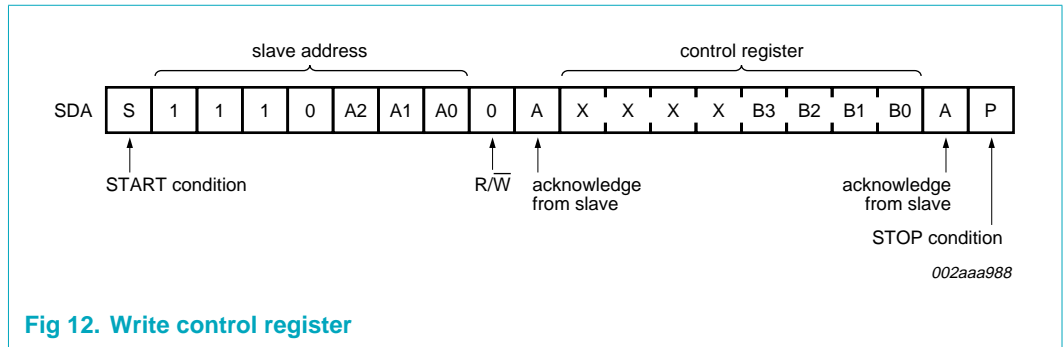 slave address control register
SDA S 1 1 1 0 A2 A1 A0 0 A X X X X B3 B2 B1 B0 A P
START condition R/W̅ acknowledge from slave acknowledge from slave
STOP condition
002aaa988
Fig 12. Write control register